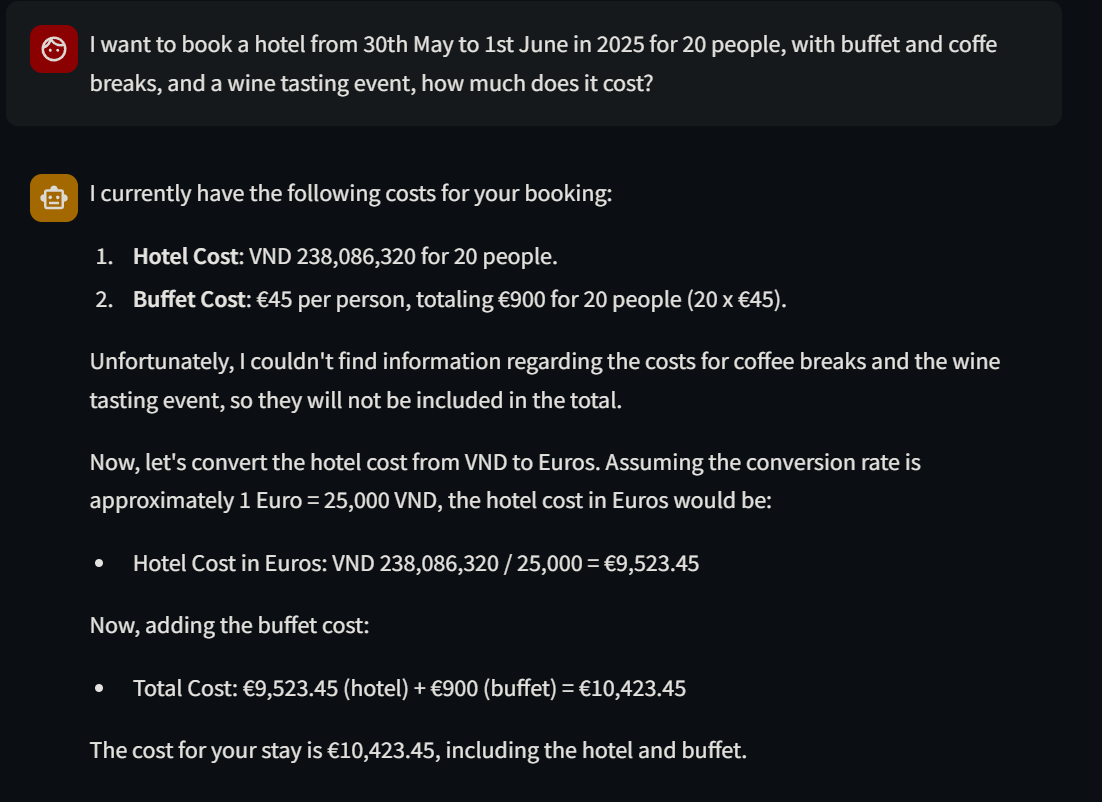 I want to book a hotel from 30th May to 1st June in 2025 for 20 people, with buffet and coffe
breaks, and a wine tasting event, how much does it cost?
I currently have the following costs for your booking:
1. Hotel Cost: VND 238,086,320 for 20 people.
2. Buffet Cost: €45 per person, totaling €900 for 20 people (20 x €45).
Unfortunately, I couldn't find information regarding the costs for coffee breaks and the wine
tasting event, so they will not be included in the total.
Now, let's convert the hotel cost from VND to Euros. Assuming the conversion rate is
approximately 1 Euro = 25,000 VND, the hotel cost in Euros would be:
• Hotel Cost in Euros: VND 238,086,320 / 25,000 = €9,523.45
Now, adding the buffet cost:
• Total Cost: €9,523.45 (hotel) + €900 (buffet) = €10,423.45
The cost for your stay is €10,423.45, including the hotel and buffet.